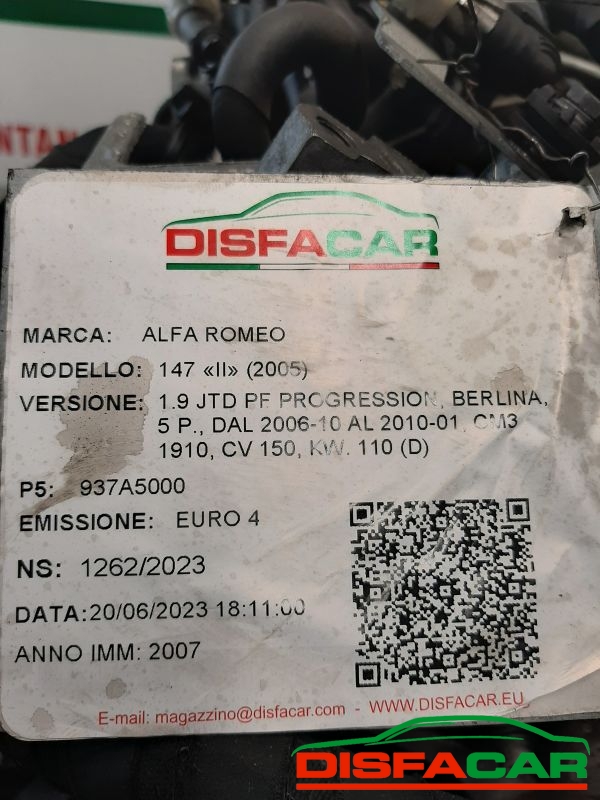 NTAN
DISFACAR
MARCA: ALFA ROMEO
MODELLO: 147 «II» (2005)
VERSIONE: 1.9 JTD PF PROGRESSION, BERLINA,
5 P., DAL 2006-10 AL 2010-01, CM3
1910, CV 150, KW. 110 (D)
P5: 937A5000
EMISSIONE: EURO 4
NS: 1262/2023
DATA:20/06/2023 18:11:00
ANNO IMM: 2007
E-mail: magazzino@disfacar.com - WWW.DISFACAR.EU
DISFACAR